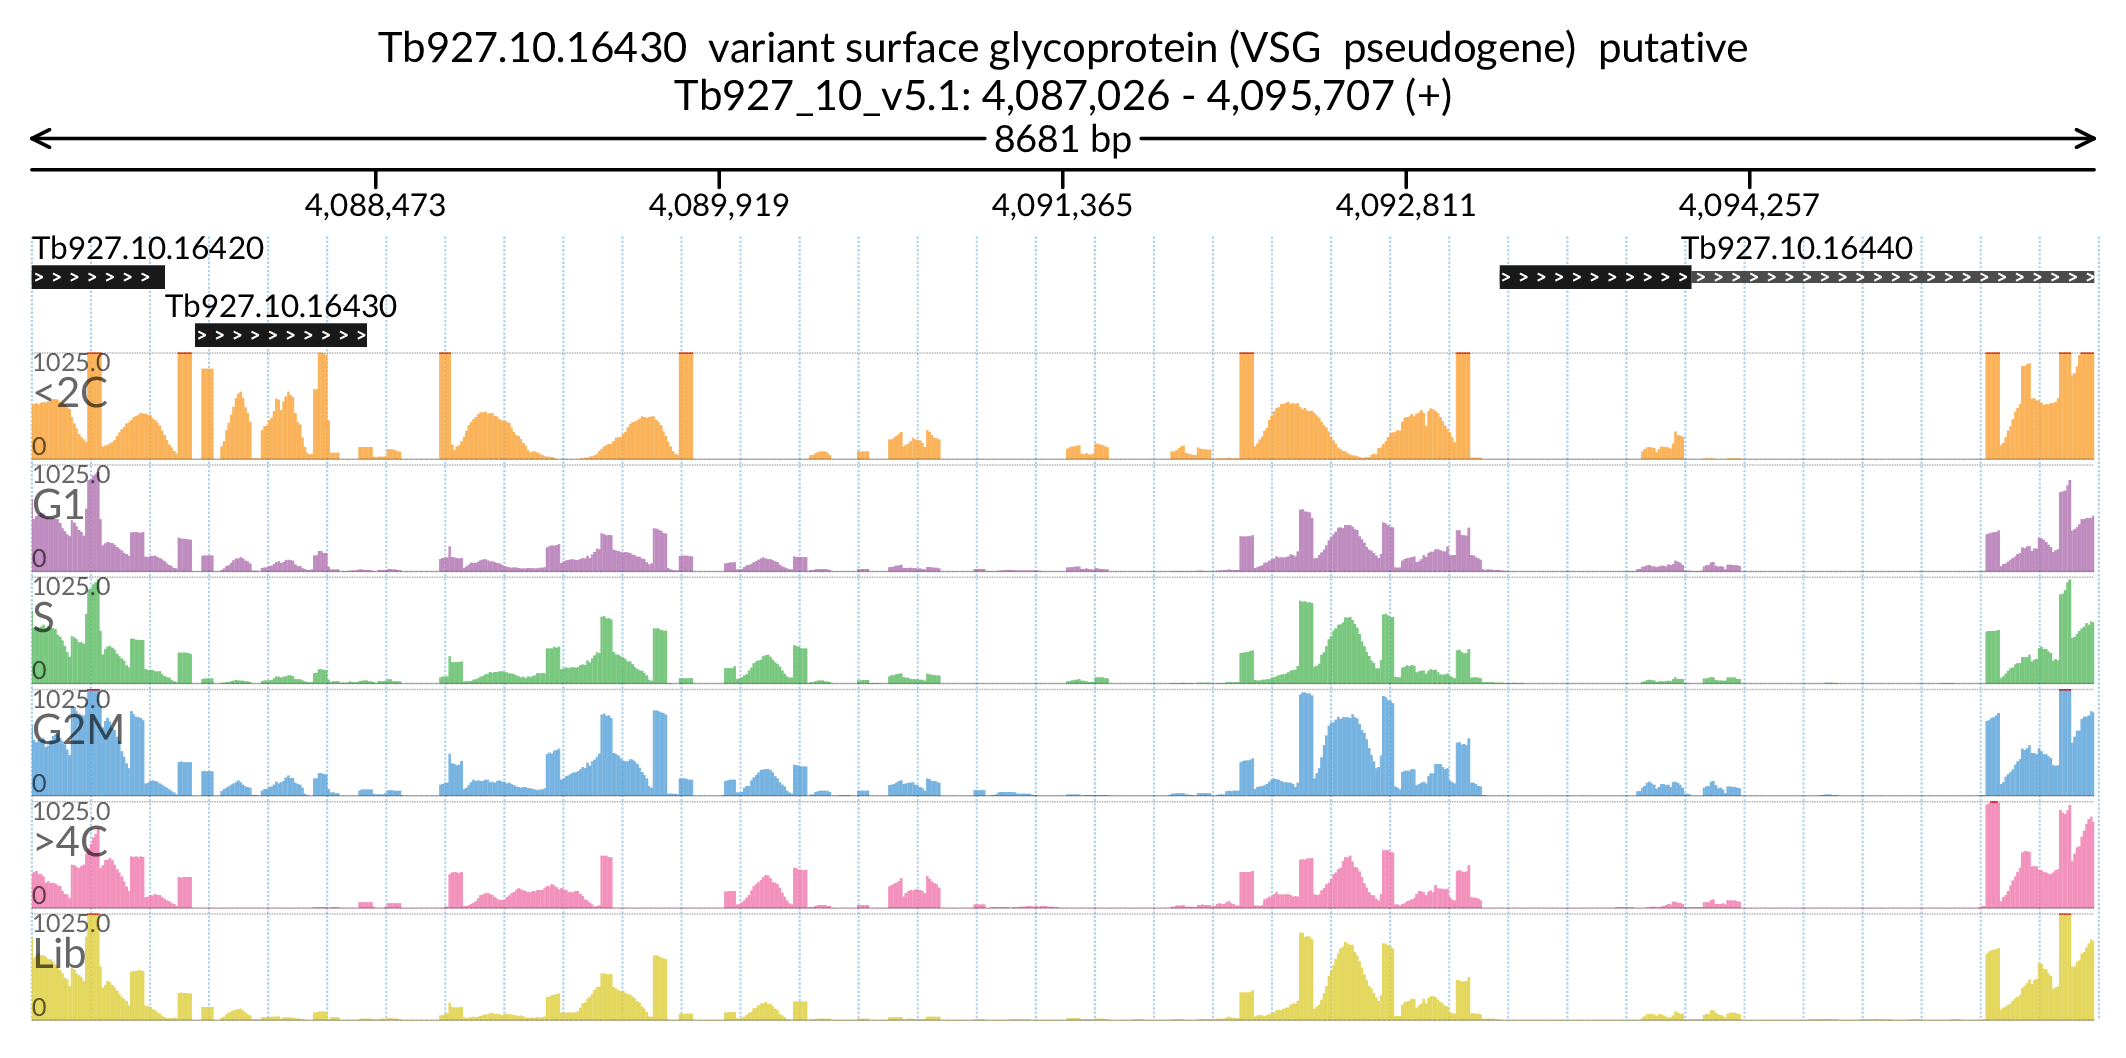 Tb927.10.16430  variant surface glycoprotein (VSG  pseudogene)  putative
Tb927_10_v5.1: 4,087,026 - 4,095,707 (+)
8681 bp
4,088,473 4,089,919 4,091,365 4,092,811 4,094,257
Tb927.10.16420 Tb927.10.16440
Tb927.10.16430
1025.0
<2C
0
1025.0
G1
0
1025.0
S
0
1025.0
G2M
0
1025.0
>4C
0
1025.0
Lib
0